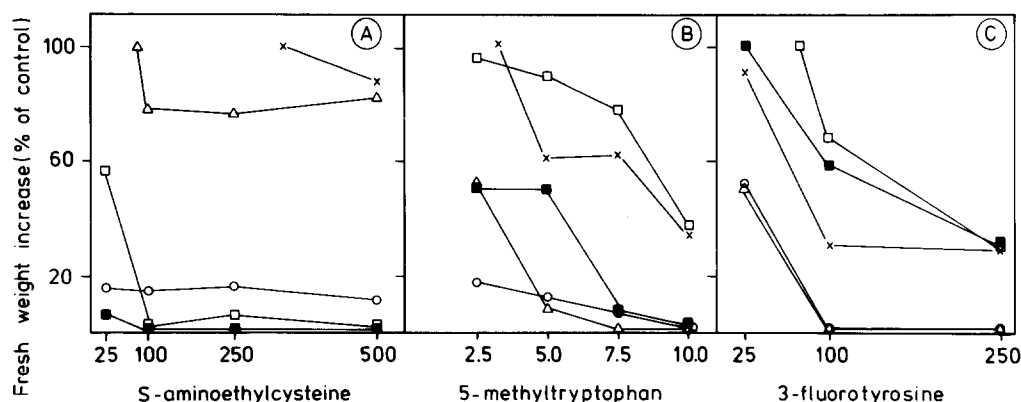 Fresh weight increase (% of control)
100
60
20
A
B
C
25 100 250 500
2.5 5.0 7.5 10.0
25 100 250
S-aminoethylcysteine
5-methyltryptophan
3-fluorotyrosine